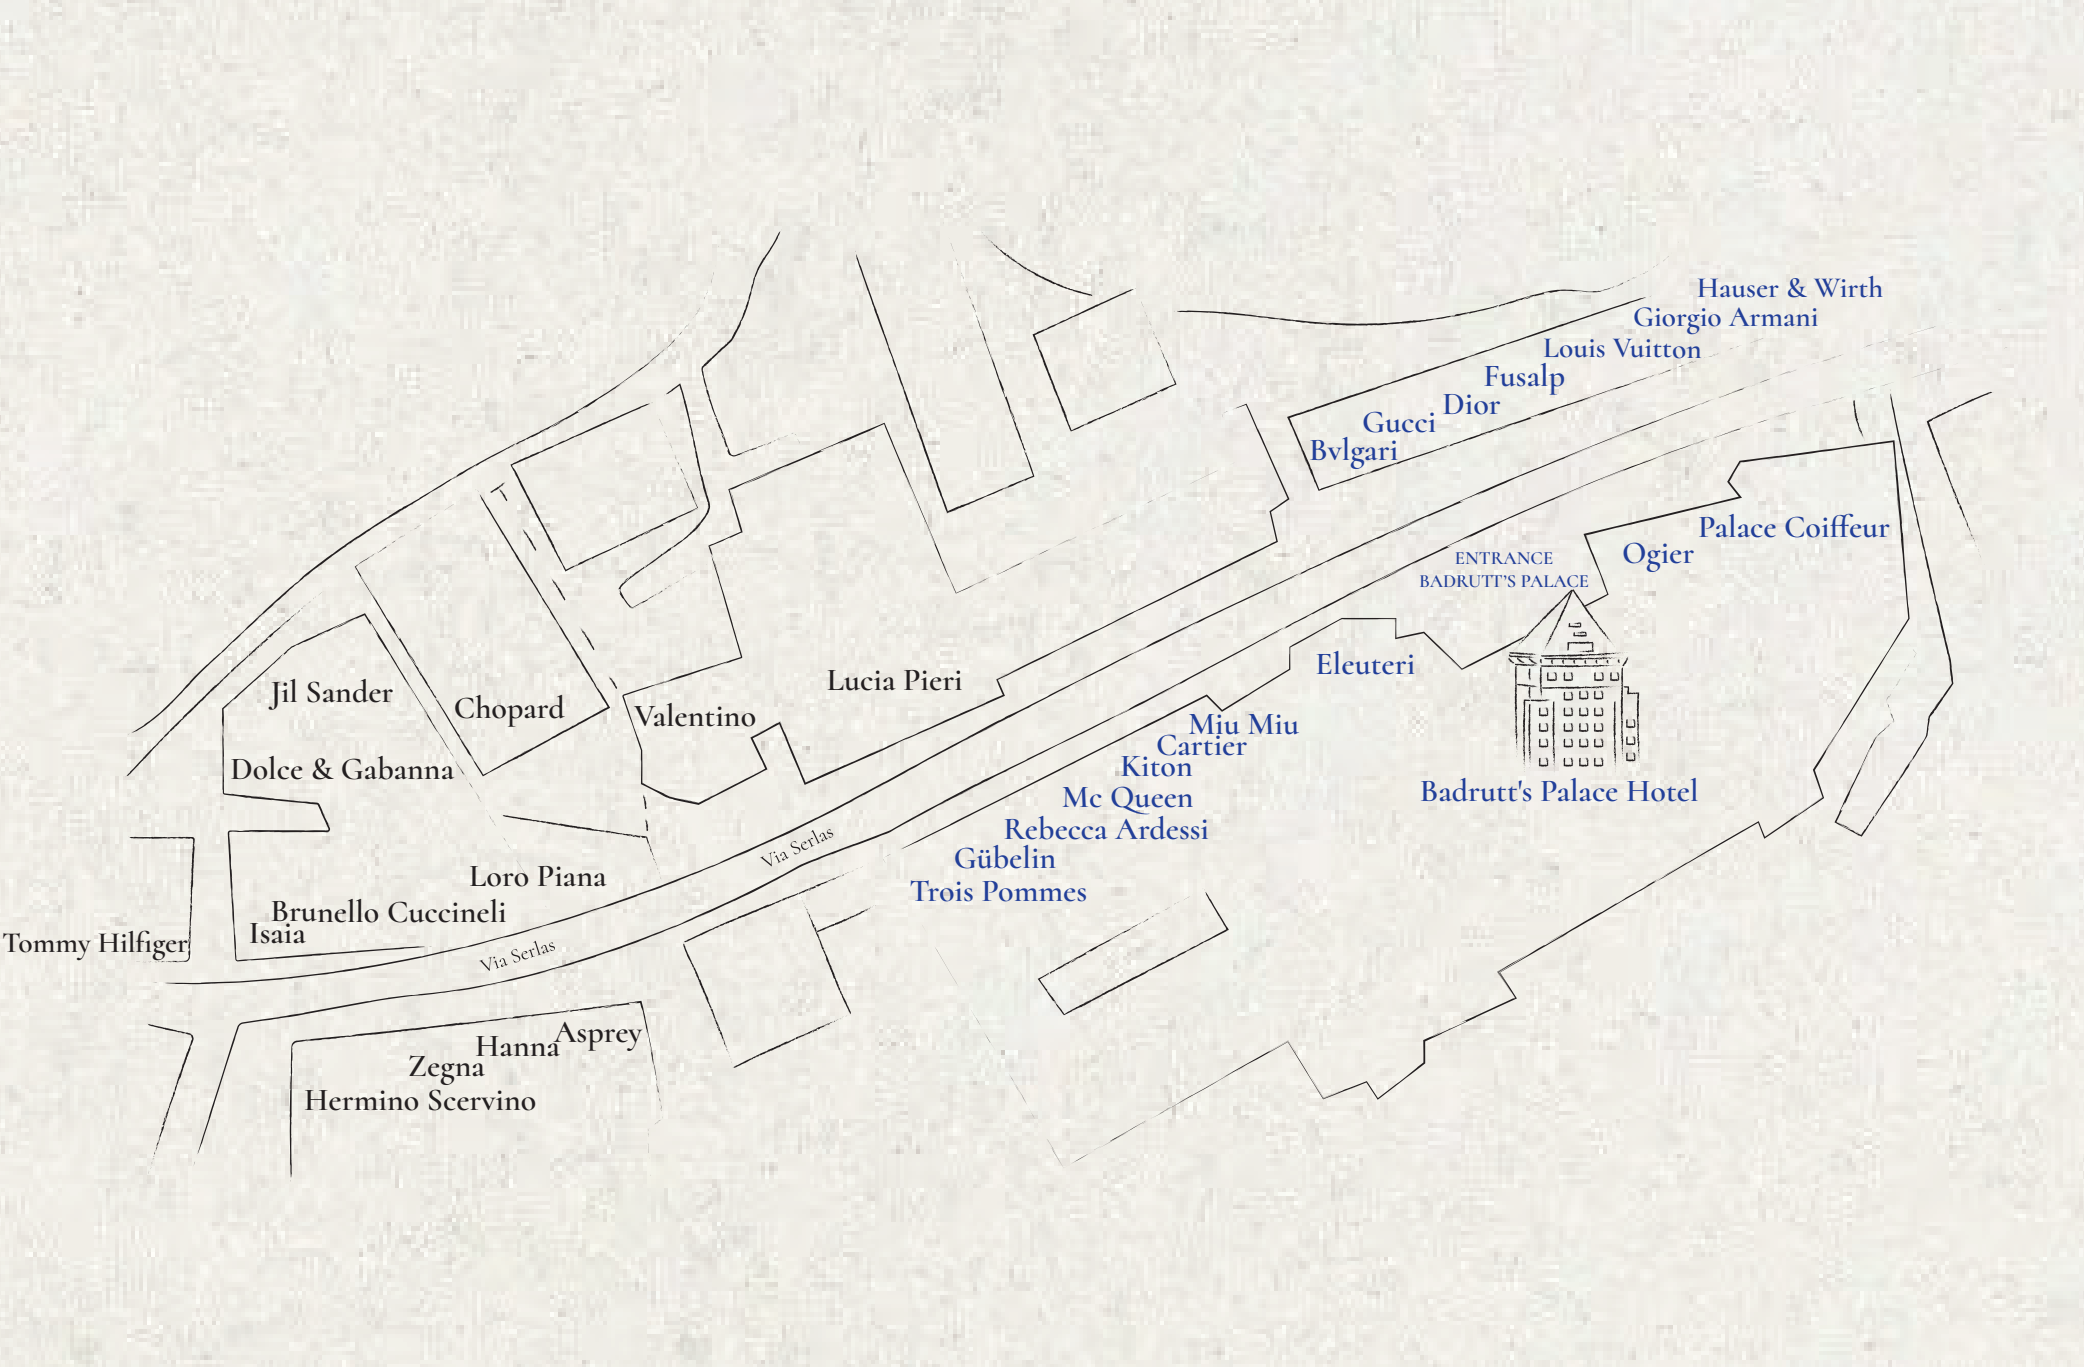 Hauser & Wirth
Giorgio Armani
Louis Vuitton
Fusalp
Dior
Gucci
Bvlgari
Palace Coiffeur
Ogier
ENTRANCE
BADRUTT'S PALACE
Eleuteri
Badrutt's Palace Hotel
Miu Miu
Cartier
Kiton
Mc Queen
Rebecca Ardessi
Gübelin
Trois Pommes
Lucia Pieri
Valentino
Chopard
Jil Sander
Dolce & Gabanna
Loro Piana
Brunello Cuccineli
Isaia
Tommy Hilfiger
Via Serlas
Via Serlas
Asprey
Hanna
Zegna
Hermino Scervino